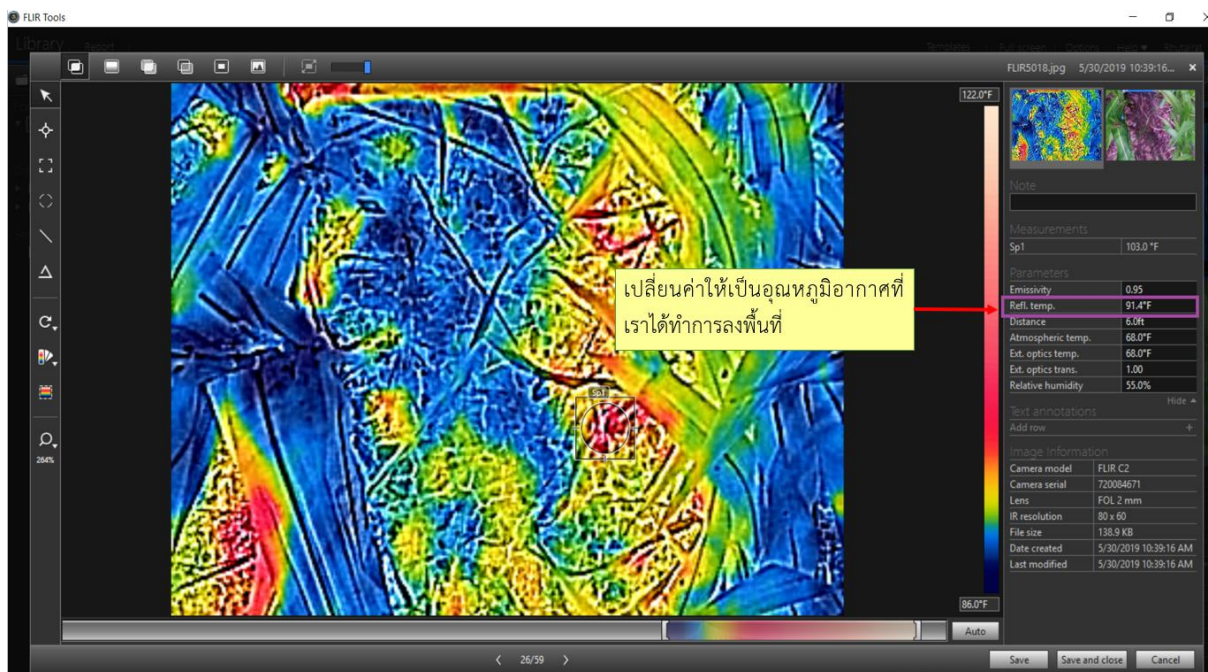 FLIR Tools
Library Report Templates Full screen Options Help
FLIR5018.jpg 5/30/2019 10:39:16...
122.0°F
Note
Measurements
Sp1 103.0 °F
Parameters
Emissivity 0.95
Refl. temp. 91.4°F
Distance 6.0ft
Atmospheric temp. 68.0°F
Ext. optics temp. 68.0°F
Ext. optics trans. 1.00
Relative humidity 55.0%
Hide
Text annotations
Add row +
Image Information
Camera model FLIR C2
Camera serial 720084671
Lens FOL 2 mm
IR resolution 80 x 60
File size 138.9 KB
Date created 5/30/2019 10:39:16 AM
Last modified 5/30/2019 10:39:16 AM
เปลี่ยนค่าให้เป็นอุณหภูมิอากาศที่
เราได้ทำการลงพื้นที่
Sp1
264%
86.0°F
Auto
26/59
Save Save and close Cancel